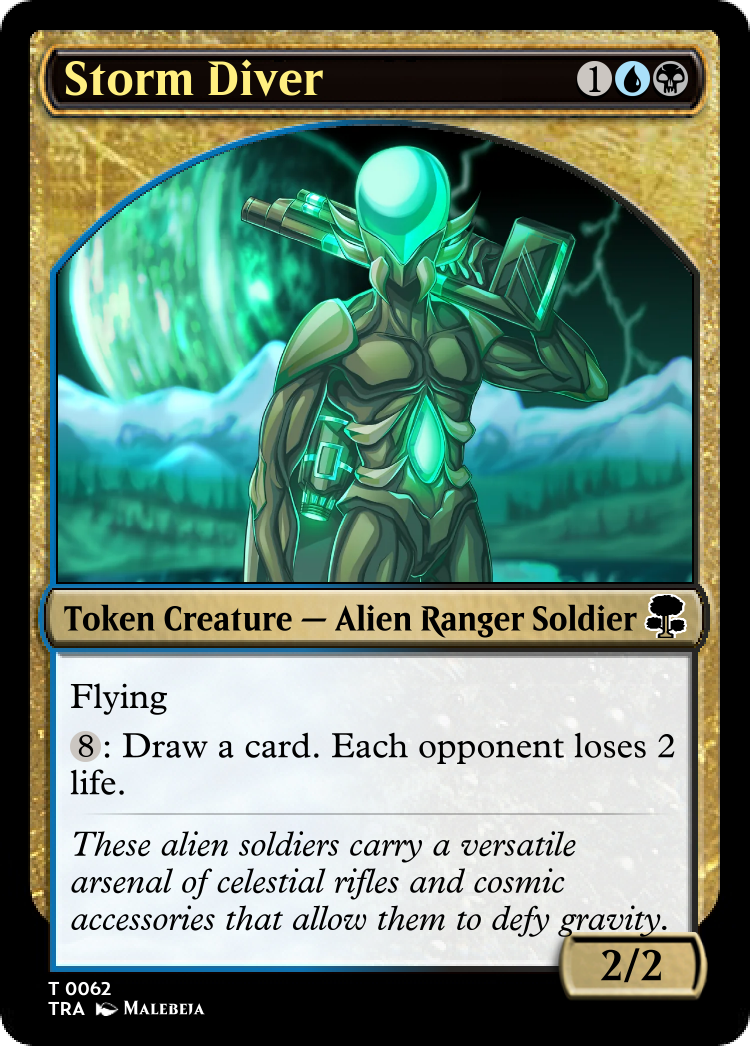 Storm Diver 1
Token Creature — Alien Ranger Soldier
Flying
8: Draw a card. Each opponent loses 2
life.
These alien soldiers carry a versatile
arsenal of celestial rifles and cosmic
accessories that allow them to defy gravity.
2/2
T 0062
TRA MALEBEJA